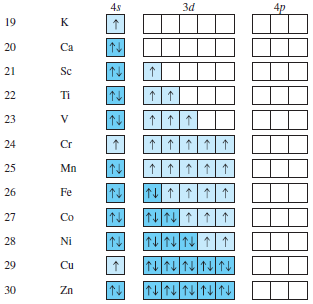 4s 3d 4p
19 K ↑
20 Ca ↑↓
21 Sc ↑↓ ↑
22 Ti ↑↓ ↑ ↑
23 V ↑↓ ↑ ↑ ↑
24 Cr ↑ ↑ ↑ ↑ ↑ ↑
25 Mn ↑↓ ↑ ↑ ↑ ↑ ↑
26 Fe ↑↓ ↑↓ ↑ ↑ ↑ ↑
27 Co ↑↓ ↑↓ ↑↓ ↑ ↑ ↑
28 Ni ↑↓ ↑↓ ↑↓ ↑↓ ↑ ↑
29 Cu ↑ ↑↓ ↑↓ ↑↓ ↑↓ ↑↓
30 Zn ↑↓ ↑↓ ↑↓ ↑↓ ↑↓ ↑↓